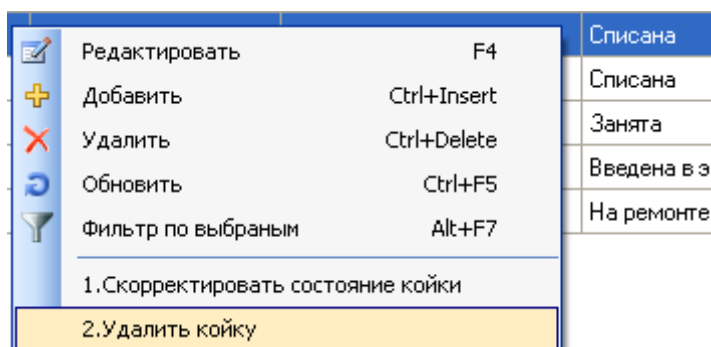 Списана
Редактировать F4
Списана
Добавить Ctrl+Insert
Занята
Удалить Ctrl+Delete
Введена в э
Обновить Ctrl+F5
На ремонте
Фильтр по выбраным Alt+F7
1.Скорректировать состояние койки
2.Удалить койку